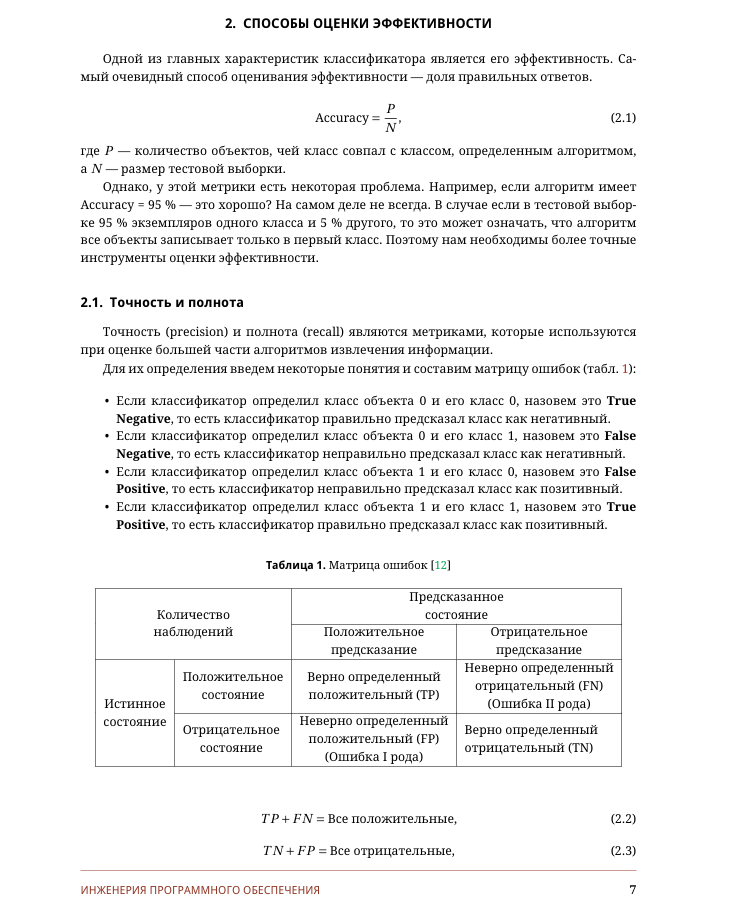 2. СПОСОБЫ ОЦЕНКИ ЭФФЕКТИВНОСТИ
Одной из главных характеристик классификатора является его эффективность. Са-
мый очевидный способ оценивания эффективности — доля правильных ответов.
Accuracy = P/N, (2.1)
где P — количество объектов, чей класс совпал с классом, определенным алгоритмом,
а N — размер тестовой выборки.
Однако, у этой метрики есть некоторая проблема. Например, если алгоритм имеет
Accuracy = 95 % — это хорошо? На самом деле не всегда. В случае если в тестовой выбор-
ке 95 % экземпляров одного класса и 5 % другого, то это может означать, что алгоритм
все объекты записывает только в первый класс. Поэтому нам необходимы более точные
инструменты оценки эффективности.
2.1. Точность и полнота
Точность (precision) и полнота (recall) являются метриками, которые используются
при оценке большей части алгоритмов извлечения информации.
Для их определения введем некоторые понятия и составим матрицу ошибок (табл. 1):
• Если классификатор определил класс объекта 0 и его класс 0, назовем это True
Negative, то есть классификатор правильно предсказал класс как негативный.
• Если классификатор определил класс объекта 0 и его класс 1, назовем это False
Negative, то есть классификатор неправильно предсказал класс как негативный.
• Если классификатор определил класс объекта 1 и его класс 0, назовем это False
Positive, то есть классификатор неправильно предсказал класс как позитивный.
• Если классификатор определил класс объекта 1 и его класс 1, назовем это True
Positive, то есть классификатор правильно предсказал класс как позитивный.
Таблица 1. Матрица ошибок [12]
Количество
наблюдений
Предсказанное
состояние
Положительное
предсказание
Отрицательное
предсказание
Истинное
состояние
Положительное
состояние
Верно определенный
положительный (TP)
Неверно определенный
отрицательный (FN)
(Ошибка II рода)
Отрицательное
состояние
Неверно определенный
положительный (FP)
(Ошибка I рода)
Верно определенный
отрицательный (TN)
TP + FN = Все положительные, (2.2)
TN + FP = Все отрицательные, (2.3)
ИНЖЕНЕРИЯ ПРОГРАММНОГО ОБЕСПЕЧЕНИЯ 7